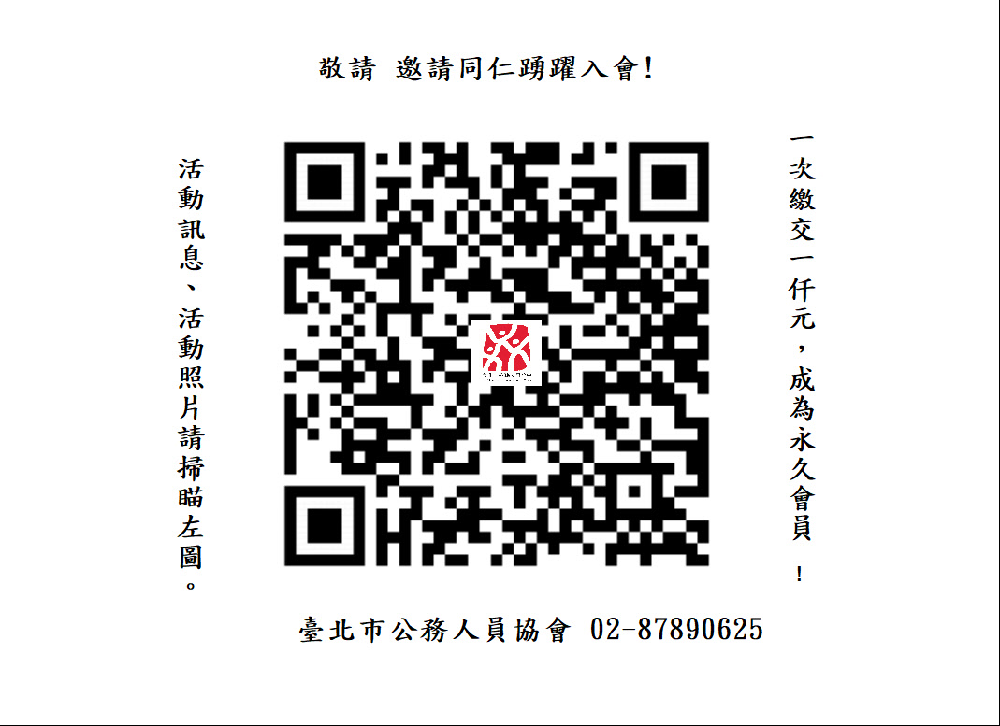 敬請 邀請同仁踴躍入會!
一次繳交一仟元，成為永久會員！
活動訊息、活動照片請掃瞄左圖。
臺北市公務人員協會 02-87890625